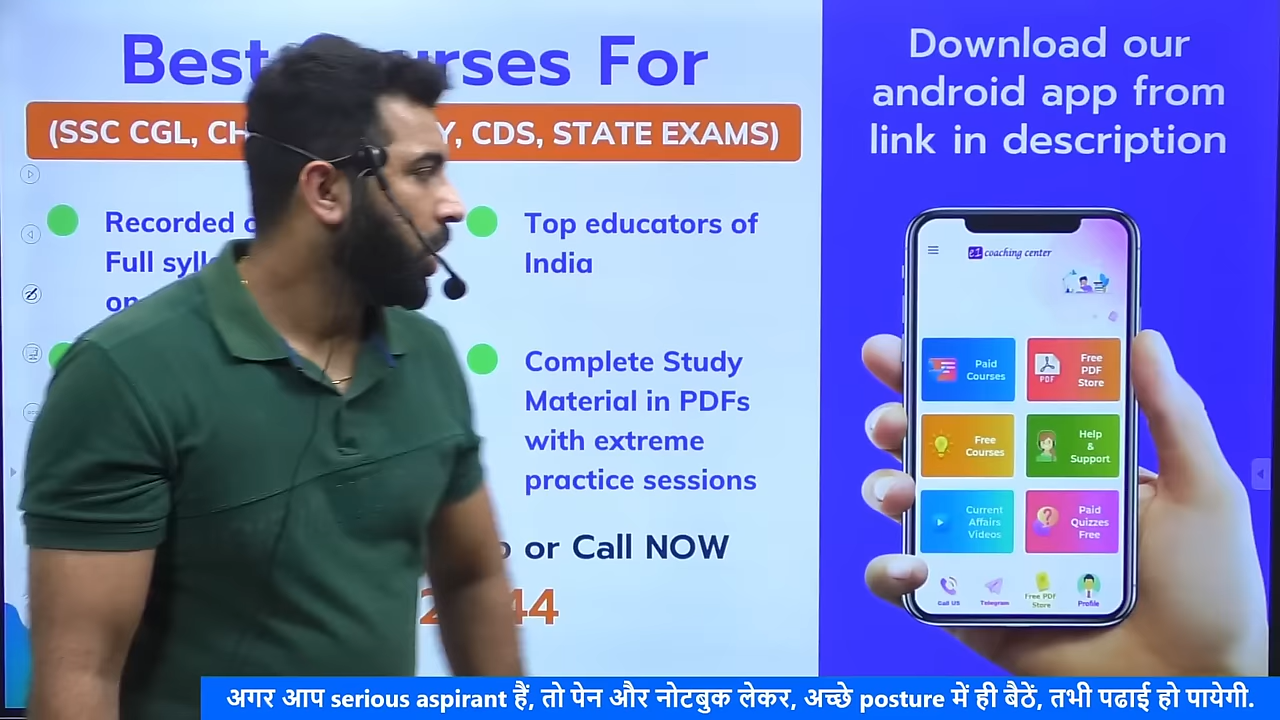 Best For
(SSC CGL, CDS, STATE EXAMS)
Recorded
Full
Top educators of
India
Complete Study
Material in PDFs
with extreme
practice sessions
or Call NOW
44
Download our
android app from
link in description
coaching center
Paid
Courses
PDF
Free
PDF
Store
Free
Courses
Help
&
Support
Current
Affairs
Videos
Paid
Quizzes
Free
Call US
Telegram
Free PDF
Store
Profile
अगर आप serious aspirant हैं, तो पेन और नोटबुक लेकर, अच्छे posture में ही बैठें, तभी पढाई हो पायेगी.